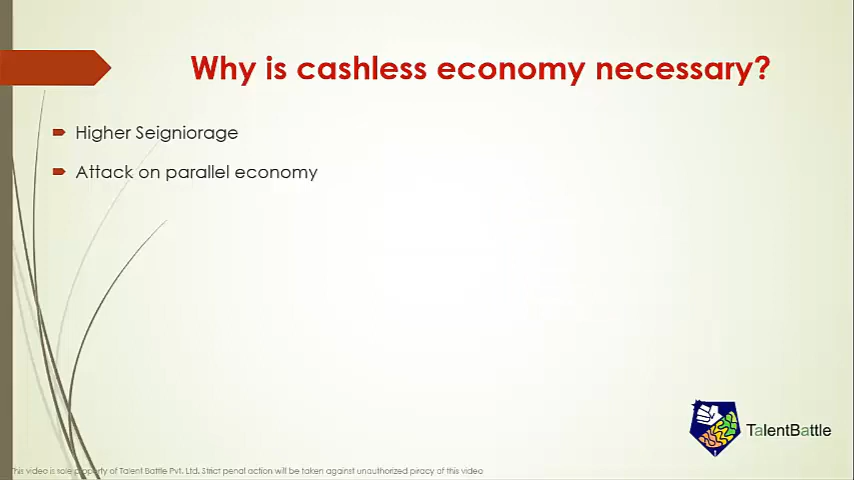 Why is cashless economy necessary?
Higher Seigniorage
Attack on parallel economy
TalentBattle
This video is sole property of Talent Battle Pvt. Ltd. Strict penal action will be taken against unauthorized piracy of this video